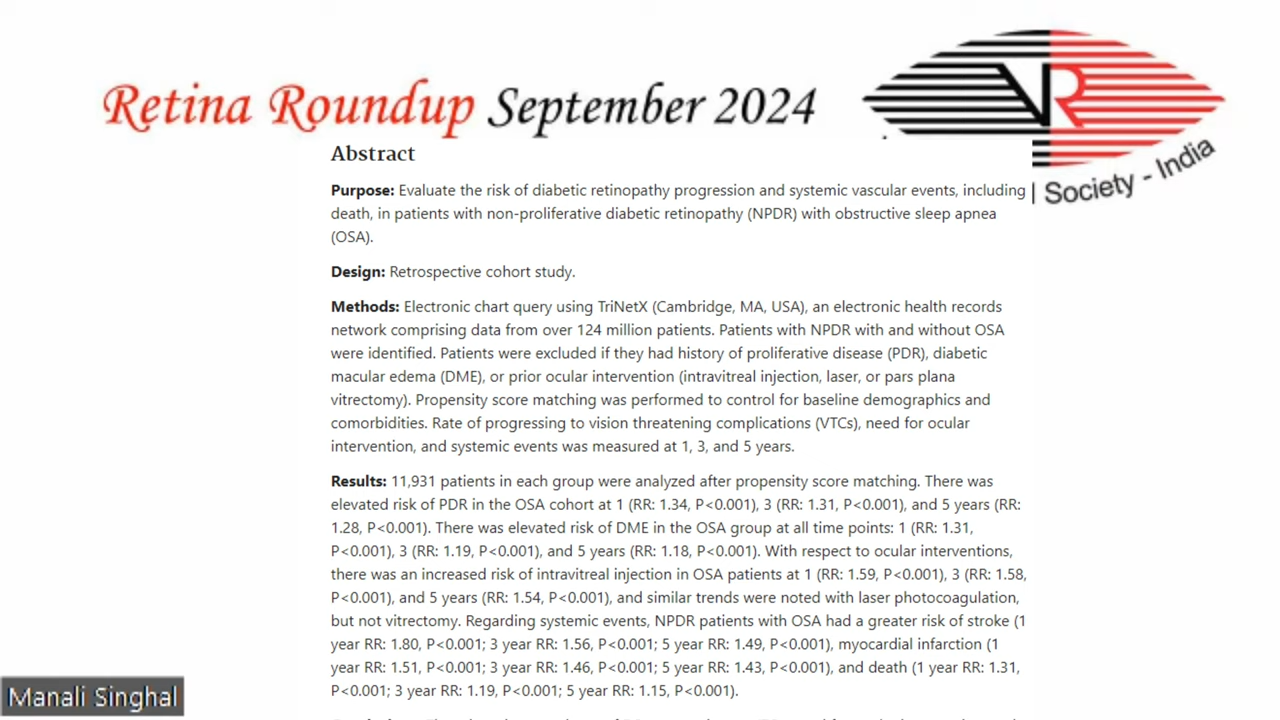 Retina Roundup September 2024
VR
Society - India
Abstract
Purpose: Evaluate the risk of diabetic retinopathy progression and systemic vascular events, including
death, in patients with non-proliferative diabetic retinopathy (NPDR) with obstructive sleep apnea
(OSA).
Design: Retrospective cohort study.
Methods: Electronic chart query using TriNetX (Cambridge, MA, USA), an electronic health records
network comprising data from over 124 million patients. Patients with NPDR with and without OSA
were identified. Patients were excluded if they had history of proliferative disease (PDR), diabetic
macular edema (DME), or prior ocular intervention (intravitreal injection, laser, or pars plana
vitrectomy). Propensity score matching was performed to control for baseline demographics and
comorbidities. Rate of progressing to vision threatening complications (VTCs), need for ocular
intervention, and systemic events was measured at 1, 3, and 5 years.
Results: 11,931 patients in each group were analyzed after propensity score matching. There was
elevated risk of PDR in the OSA cohort at 1 (RR: 1.34, P<0.001), 3 (RR: 1.31, P<0.001), and 5 years (RR:
1.28, P<0.001). There was elevated risk of DME in the OSA group at all time points: 1 (RR: 1.31,
P<0.001), 3 (RR: 1.19, P<0.001), and 5 years (RR: 1.18, P<0.001). With respect to ocular interventions,
there was an increased risk of intravitreal injection in OSA patients at 1 (RR: 1.59, P<0.001), 3 (RR: 1.58,
P<0.001), and 5 years (RR: 1.54, P<0.001), and similar trends were noted with laser photocoagulation,
but not vitrectomy. Regarding systemic events, NPDR patients with OSA had a greater risk of stroke (1
year RR: 1.80, P<0.001; 3 year RR: 1.56, P<0.001; 5 year RR: 1.49, P<0.001), myocardial infarction (1
year RR: 1.51, P<0.001; 3 year RR: 1.46, P<0.001; 5 year RR: 1.43, P<0.001), and death (1 year RR: 1.31,
P<0.001; 3 year RR: 1.19, P<0.001; 5 year RR: 1.15, P<0.001).
Manali Singhal